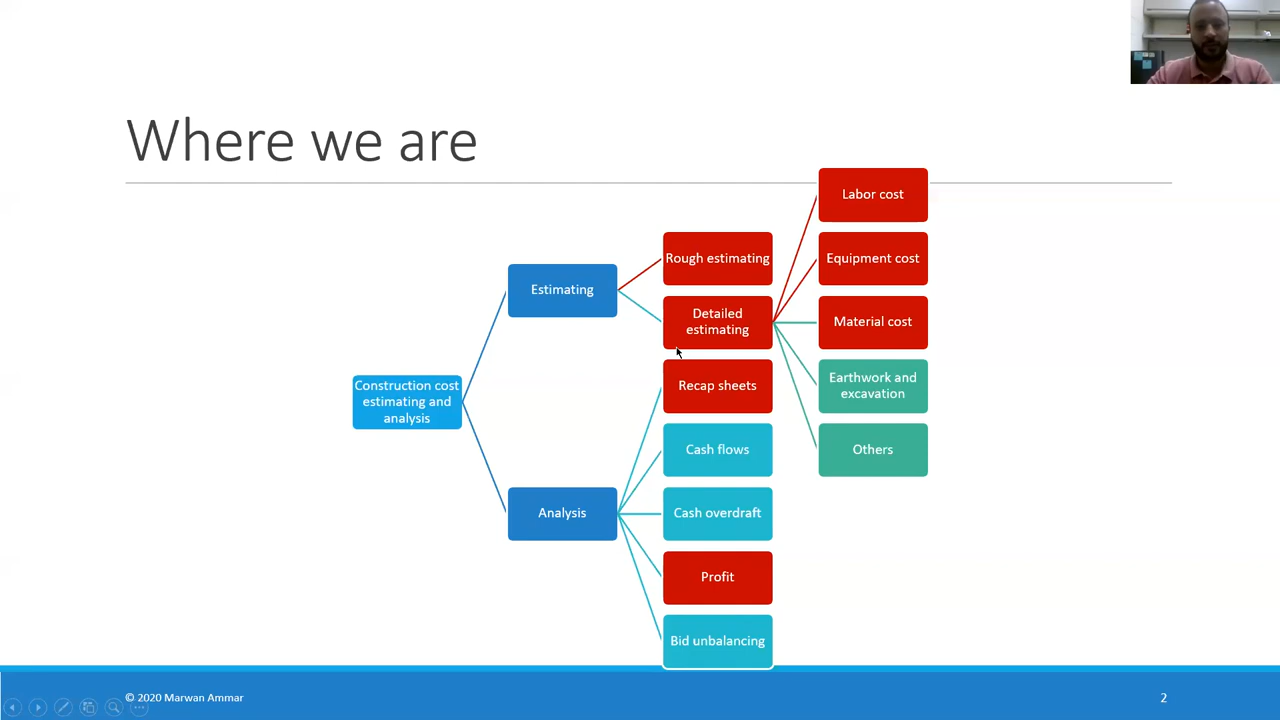 Where we are
Labor cost
Rough estimating
Equipment cost
Estimating
Detailed
estimating
Material cost
Construction cost
estimating and
analysis
Recap sheets
Earthwork and
excavation
Cash flows
Others
Analysis
Cash overdraft
Profit
Bid unbalancing
© 2020 Marwan Ammar
2